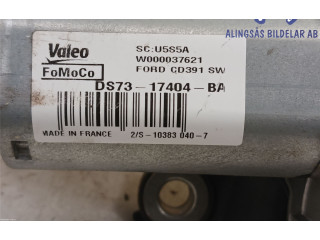 ALINGSÅS BILDELAR AB
Valeo
SC:U5S5A
W000037621
FoMoCo
FORD CD391 SW
DS73-17404-BA
MADE IN FRANCE 2/S-10383 040-7